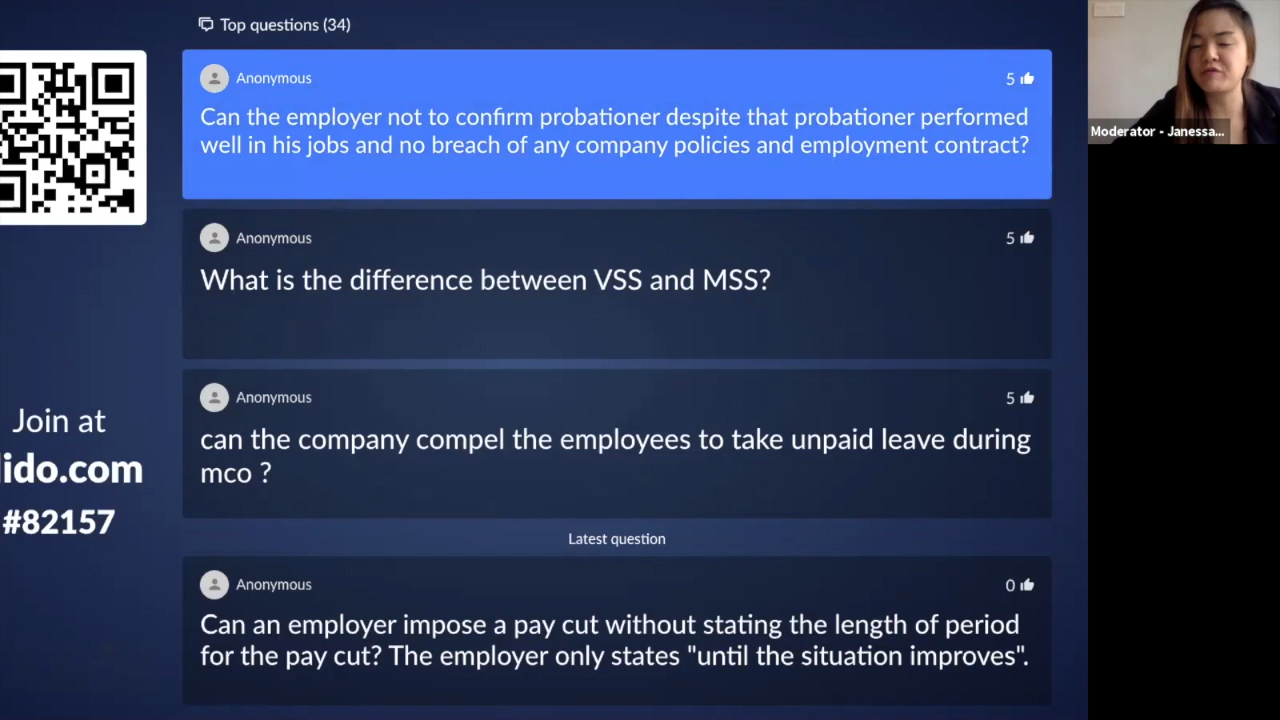 Top questions (34)
Anonymous
5
Can the employer not to confirm probationer despite that probationer performed
well in his jobs and no breach of any company policies and employment contract?
Anonymous
5
What is the difference between VSS and MSS?
Anonymous
5
can the company compel the employees to take unpaid leave during
mco ?
Latest question
Anonymous
0
Can an employer impose a pay cut without stating the length of period
for the pay cut? The employer only states "until the situation improves".
Join at
lido.com
#82157
Moderator - Janessa...